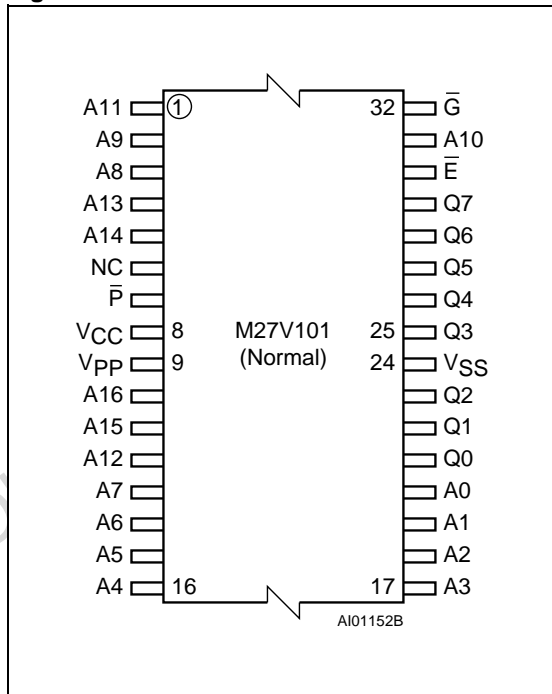 A11 1 32 G̅
A9 A10
A8 E̅
A13 Q7
A14 Q6
NC Q5
P̅ Q4
VCC 8 M27V101 25 Q3
VPP 9 (Normal) 24 VSS
A16 Q2
A15 Q1
A12 Q0
A7 A0
A6 A1
A5 A2
A4 16 17 A3
AI01152B